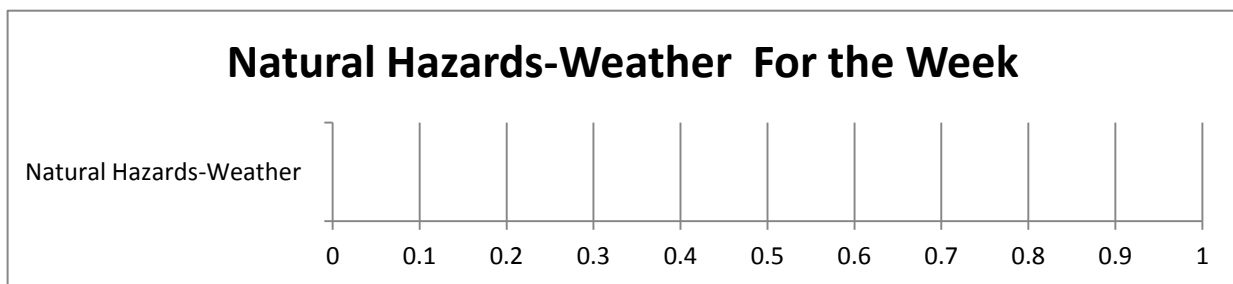 Natural Hazards-Weather  For the Week
Natural Hazards-Weather
0 0.1 0.2 0.3 0.4 0.5 0.6 0.7 0.8 0.9 1